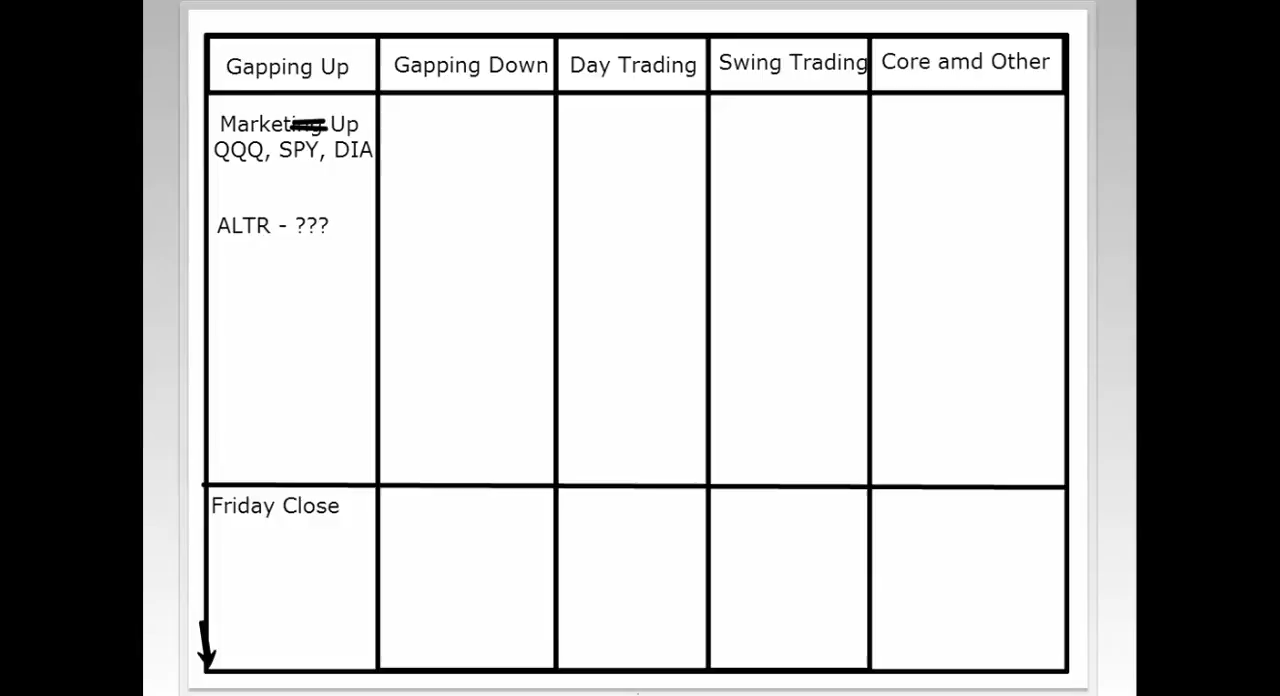 Gapping Up
Gapping Down
Day Trading
Swing Trading
Core amd Other
Marketing Up
QQQ, SPY, DIA
ALTR - ???
Friday Close